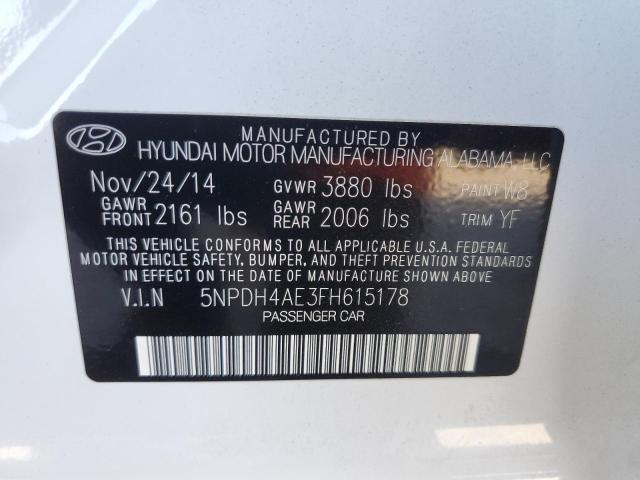 MANUFACTURED BY
HYUNDAI MOTOR MANUFACTURING ALABAMA, LLC
Nov/24/14 GVWR 3880 lbs PAINT W8
GAWR FRONT 2161 lbs GAWR REAR 2006 lbs TRIM YF
THIS VEHICLE CONFORMS TO ALL APPLICABLE U.S.A. FEDERAL
MOTOR VEHICLE SAFETY, BUMPER, AND THEFT PREVENTION STANDARDS
IN EFFECT ON THE DATE OF MANUFACTURE SHOWN ABOVE
V.I.N 5NPDH4AE3FH615178
PASSENGER CAR